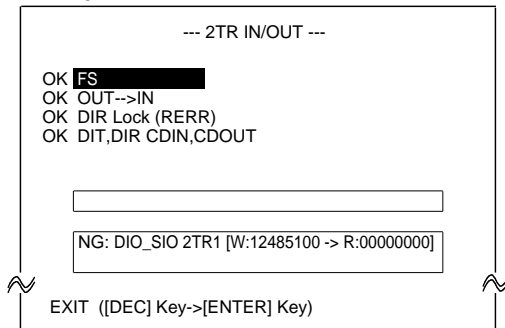 --- 2TR IN/OUT ---
OK FS
OK OUT-->IN
OK DIR Lock (RERR)
OK DIT,DIR CDIN,CDOUT
NG: DIO_SIO 2TR1 [W:12485100 -> R:00000000]
EXIT ([DEC] Key->[ENTER] Key)